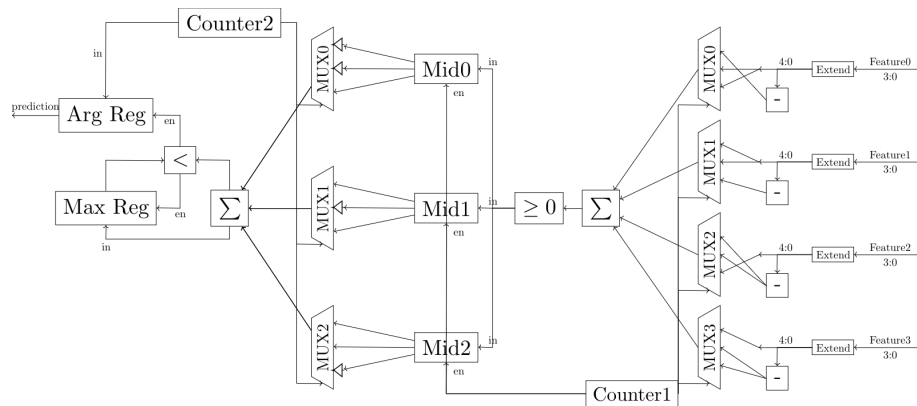 Counter2
in
prediction
Arg Reg
en
<
Max Reg
en
in
∑
MUX0
MUX1
MUX2
Mid0
in
en
Mid1
in
en
Mid2
in
en
≥ 0
∑
Counter1
MUX0
MUX1
MUX2
MUX3
4:0
Extend
Feature0
3:0
-
4:0
Extend
Feature1
3:0
-
4:0
Extend
Feature2
3:0
-
4:0
Extend
Feature3
3:0
-